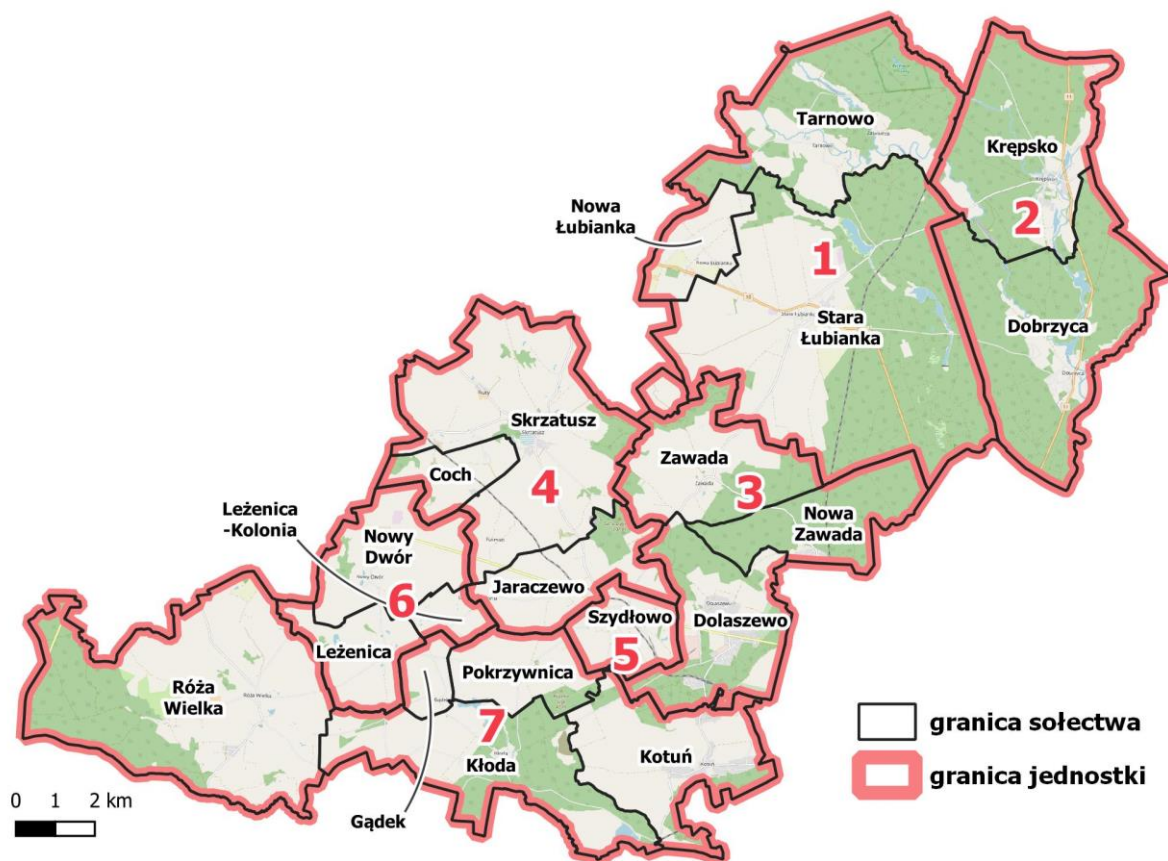 Tarnowo
Krępsko
Nowa
Łubianka
2
1
Stara
Łubianka
Dobrzyca
Skrzatusz
Zawada
Coch
4
3
Leżenica
-Kolonia
Nowy
Dwór
Nowa
Zawada
Jaraczewo
6
Szydłowo
Dolaszewo
5
Leżenica
Pokrzywnica
Róża
Wielka
7
Kłoda
Kotuń
Gądek
granica sołectwa
granica jednostki
0 1 2 km